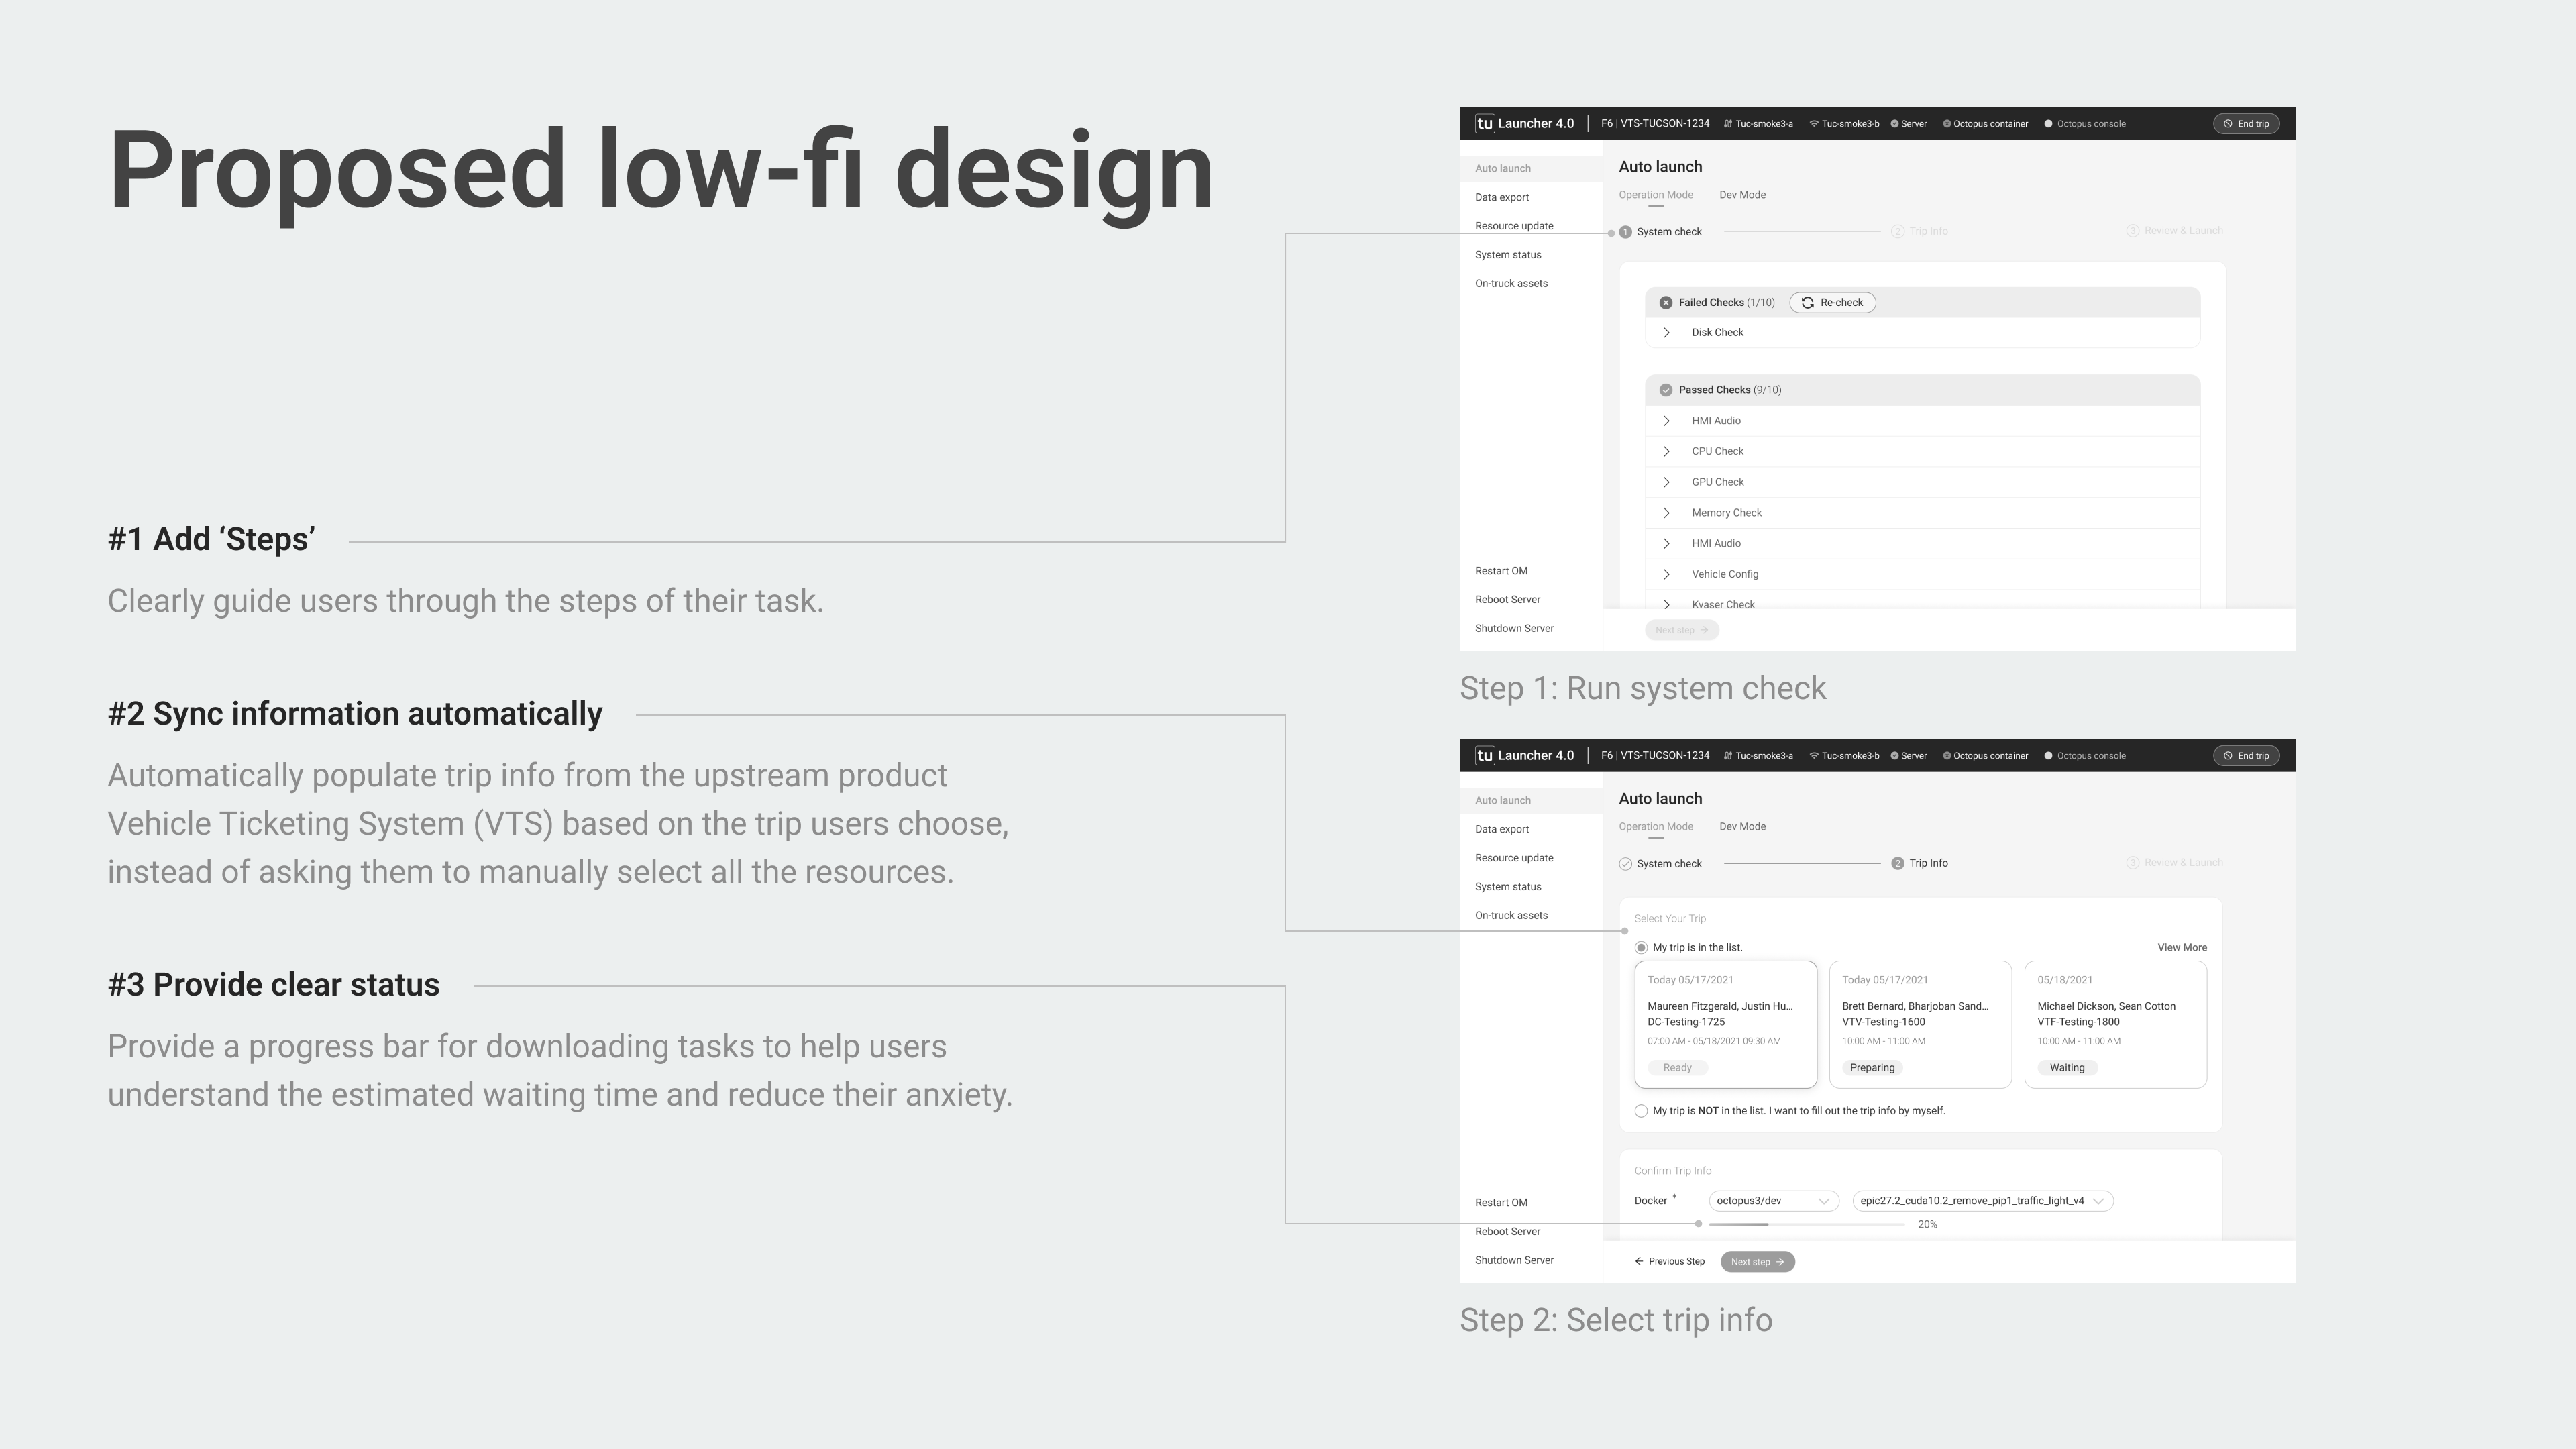 Proposed low-fi design
#1 Add ‘Steps’
Clearly guide users through the steps of their task.
#2 Sync information automatically
Automatically populate trip info from the upstream product
Vehicle Ticketing System (VTS) based on the trip users choose,
instead of asking them to manually select all the resources.
#3 Provide clear status
Provide a progress bar for downloading tasks to help users
understand the estimated waiting time and reduce their anxiety.
tu Launcher 4.0 F6 | VTS-TUCSON-1234 Tuc-smoke3-a Tuc-smoke3-b Server Octopus container Octopus console End trip
Auto launch
Data export
Resource update
System status
On-truck assets
Restart OM
Reboot Server
Shutdown Server
Auto launch
Operation Mode Dev Mode
1 System check 2 Trip Info 3 Review & Launch
Failed Checks (1/10) Re-check
Disk Check
Passed Checks (9/10)
HMI Audio
CPU Check
GPU Check
Memory Check
HMI Audio
Vehicle Config
Kvaser Check
Next step
Step 1: Run system check
tu Launcher 4.0 F6 | VTS-TUCSON-1234 Tuc-smoke3-a Tuc-smoke3-b Server Octopus container Octopus console End trip
Auto launch
Data export
Resource update
System status
On-truck assets
Restart OM
Reboot Server
Shutdown Server
Auto launch
Operation Mode Dev Mode
System check 2 Trip Info 3 Review & Launch
Select Your Trip
My trip is in the list. View More
Today 05/17/2021
Maureen Fitzgerald, Justin Hu...
DC-Testing-1725
07:00 AM - 05/18/2021 09:30 AM
Ready
Today 05/17/2021
Brett Bernard, Bharjoban Sand...
VTV-Testing-1600
10:00 AM - 11:00 AM
Preparing
05/18/2021
Michael Dickson, Sean Cotton
VTF-Testing-1800
10:00 AM - 11:00 AM
Waiting
My trip is NOT in the list. I want to fill out the trip info by myself.
Confirm Trip Info
Docker * octopus3/dev epic27.2_cuda10.2_remove_pip1_traffic_light_v4
20%
Previous Step Next step
Step 2: Select trip info